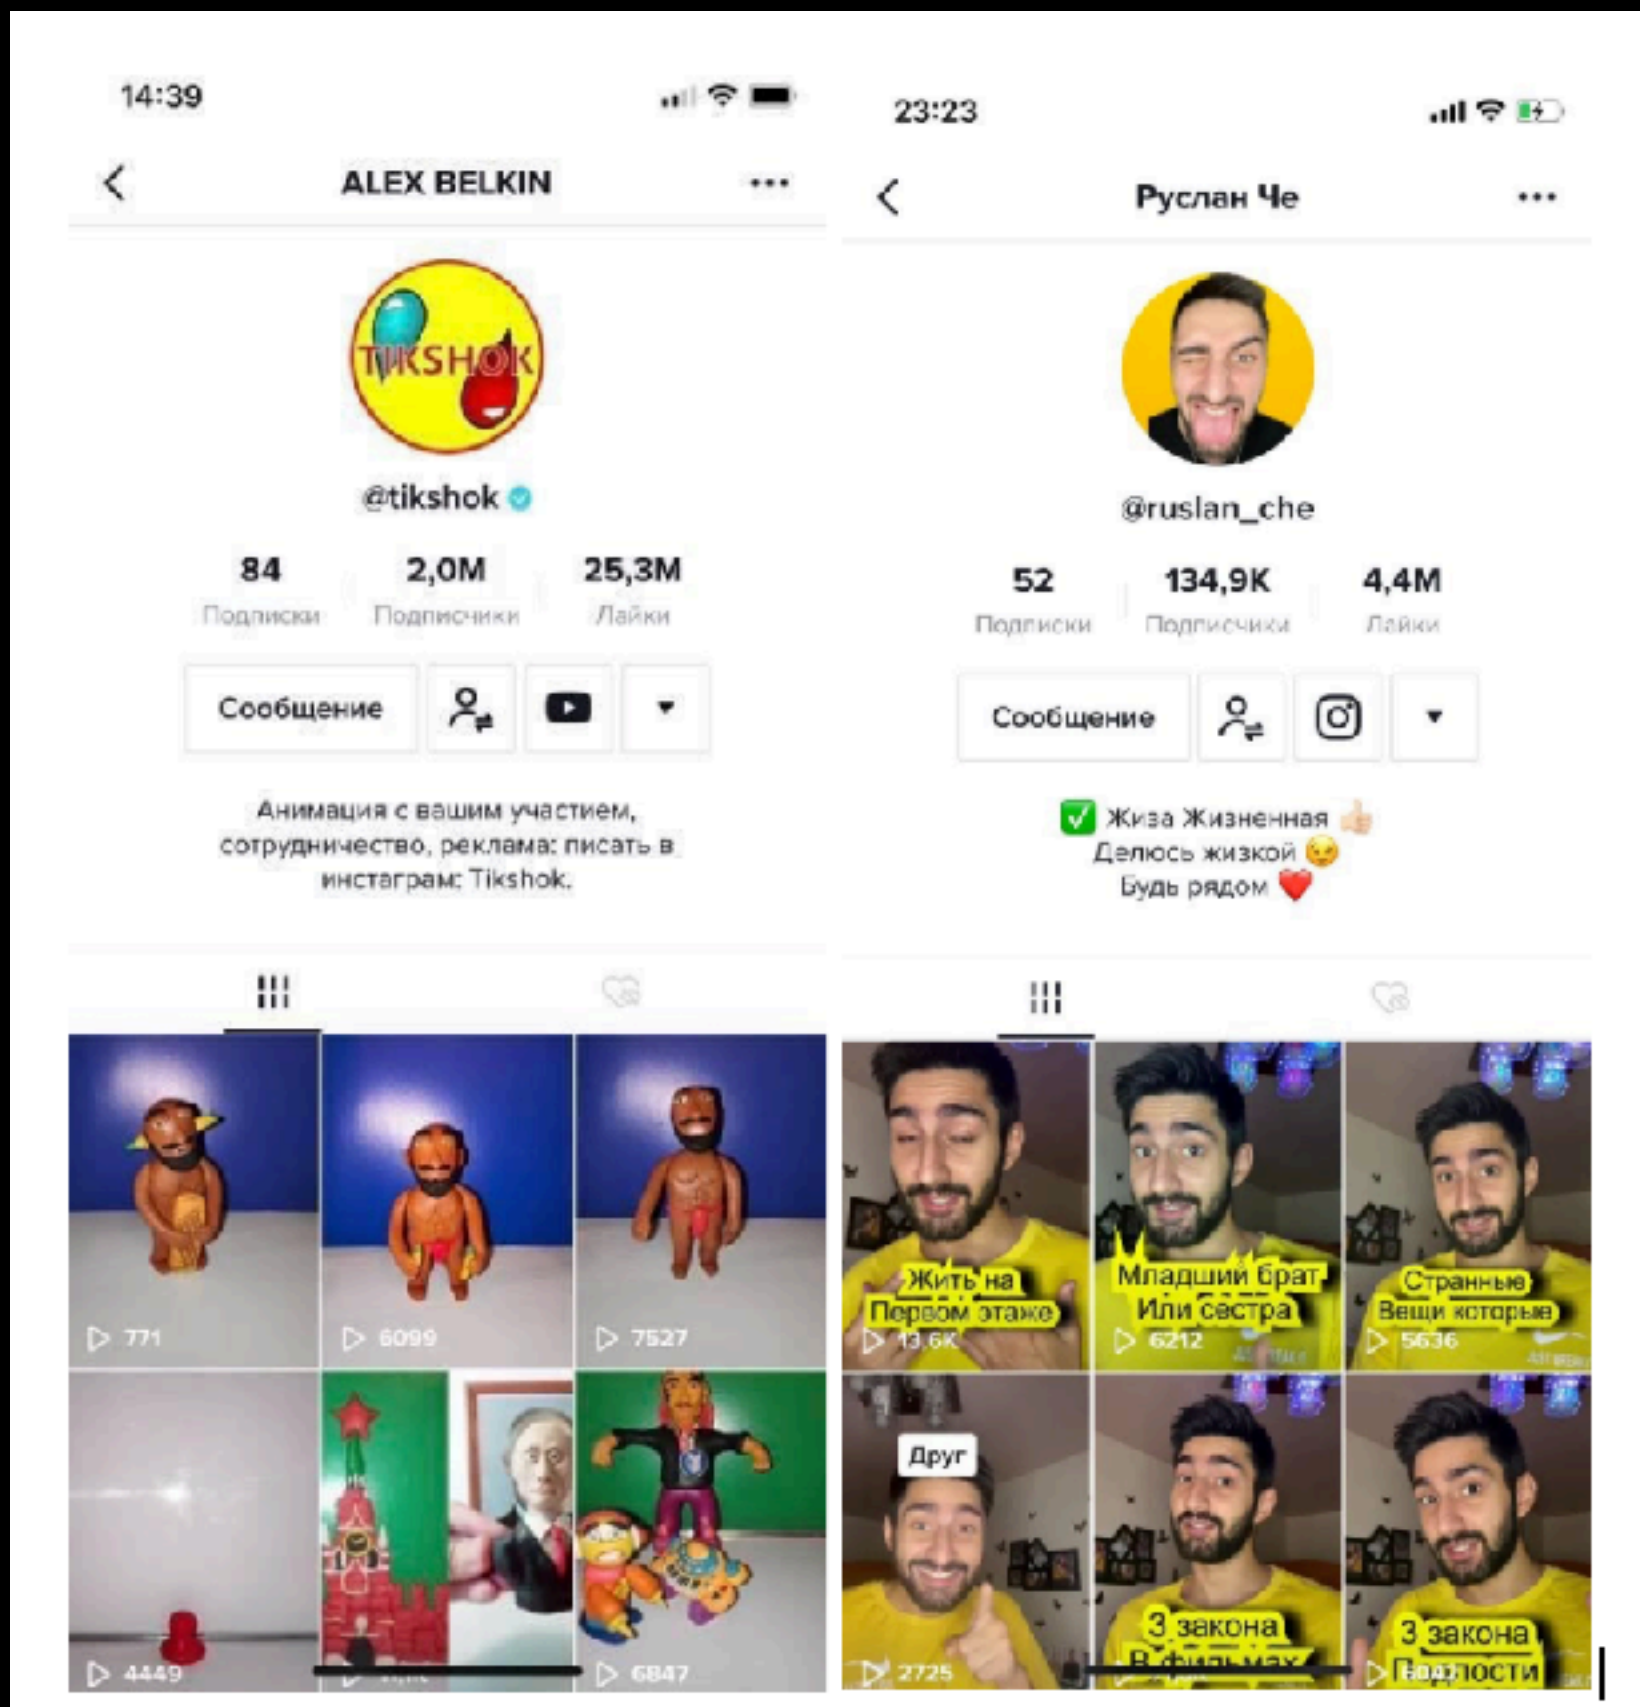 14:39
ALEX BELKIN
TIKSHOK
@tikshok
84
2,0M
25,3M
Подписки
Подписчики
Лайки
Сообщение
Анимация с вашим участием,
сотрудничество, реклама: писать в
инстаграм: Tikshok.
771
6099
7527
4449
6847
23:23
Руслан Че
@ruslan_che
52
134,9K
4,4M
Подписки
Подписчики
Лайки
Сообщение
Жиза Жизненная
Делюсь жизкой
Будь рядом
Жить на
Первом этаже
13,6K
Младший брат
Или сестра
6212
Странные
Вещи которые
5636
Друг
2725
3 закона
В фильмах
3 закона
Подлости